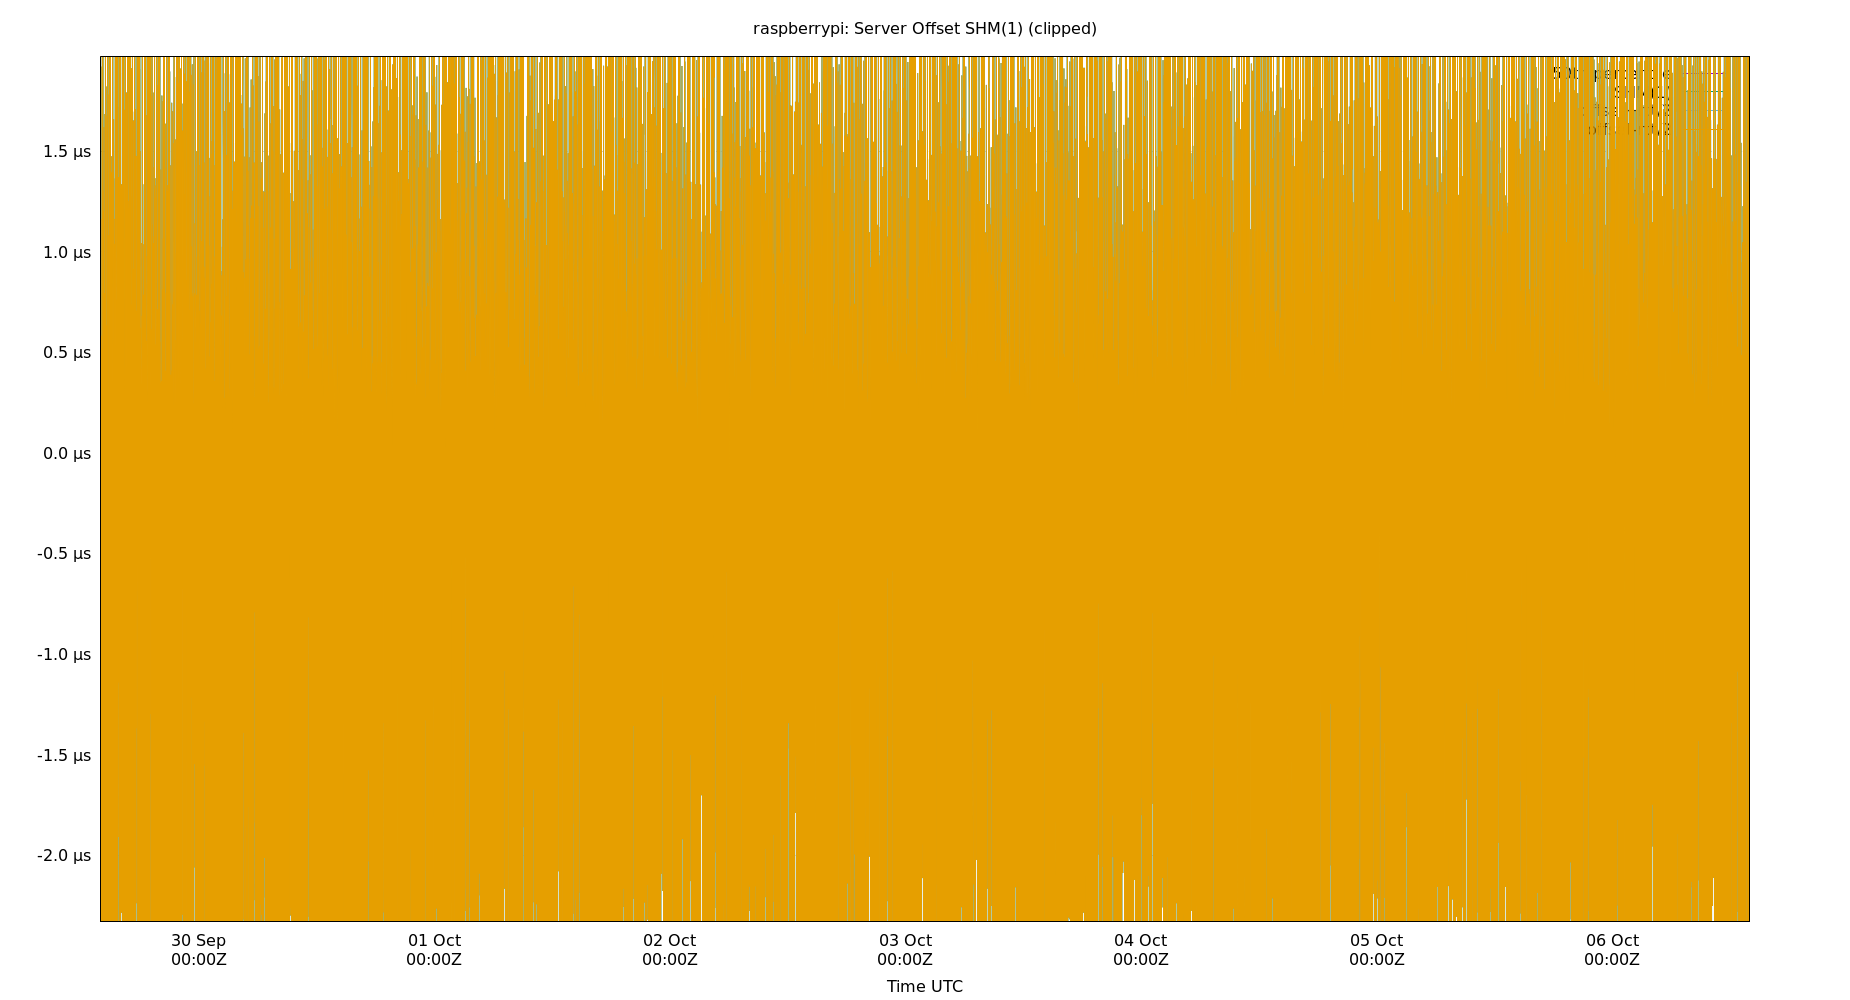 raspberrypi: Server Offset SHM(1) (clipped)
1.5 µs
1.0 µs
0.5 µs
0.0 µs
-0.5 µs
-1.0 µs
-1.5 µs
-2.0 µs
30 Sep 01 Oct 02 Oct 03 Oct 04 Oct 05 Oct 06 Oct
00:00Z 00:00Z 00:00Z 00:00Z 00:00Z 00:00Z 00:00Z
Time UTC